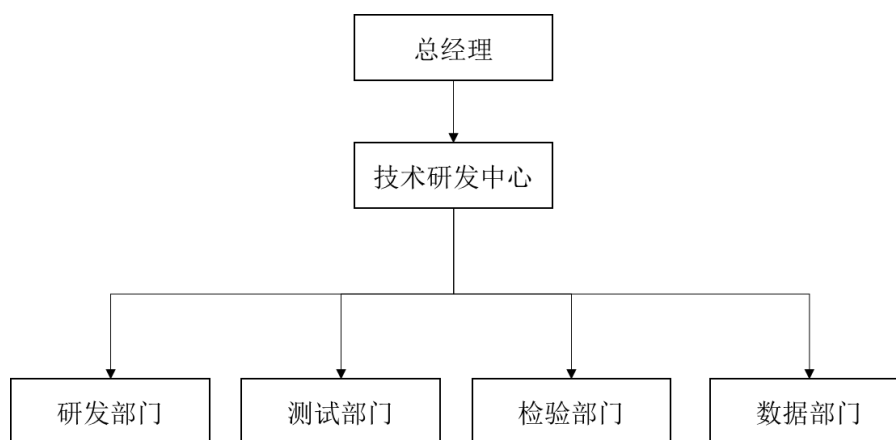 总经理
技术研发中心
研发部门
测试部门
检验部门
数据部门